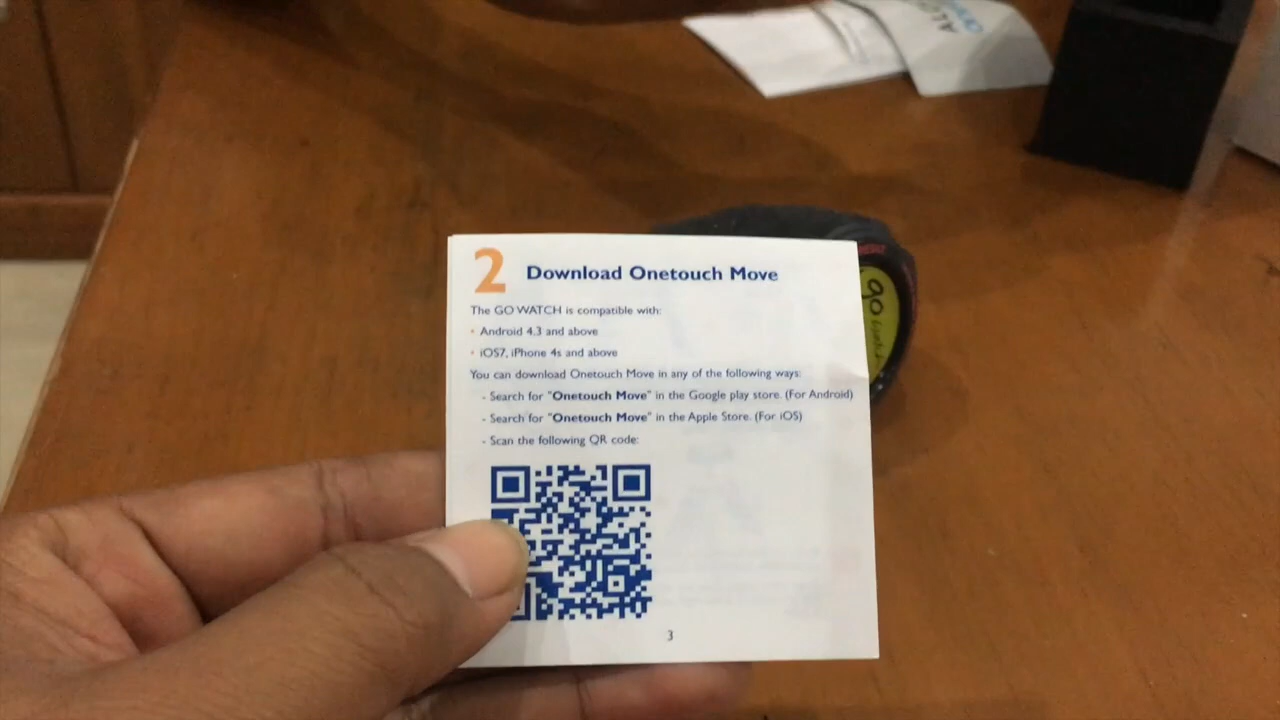 2 Download Onetouch Move
The GO WATCH is compatible with:
• Android 4.3 and above
• iOS7, iPhone 4s and above
You can download Onetouch Move in any of the following ways:
- Search for "Onetouch Move" in the Google play store. (For Android)
- Search for "Onetouch Move" in the Apple Store. (For iOS)
- Scan the following QR code:
3
go
watch